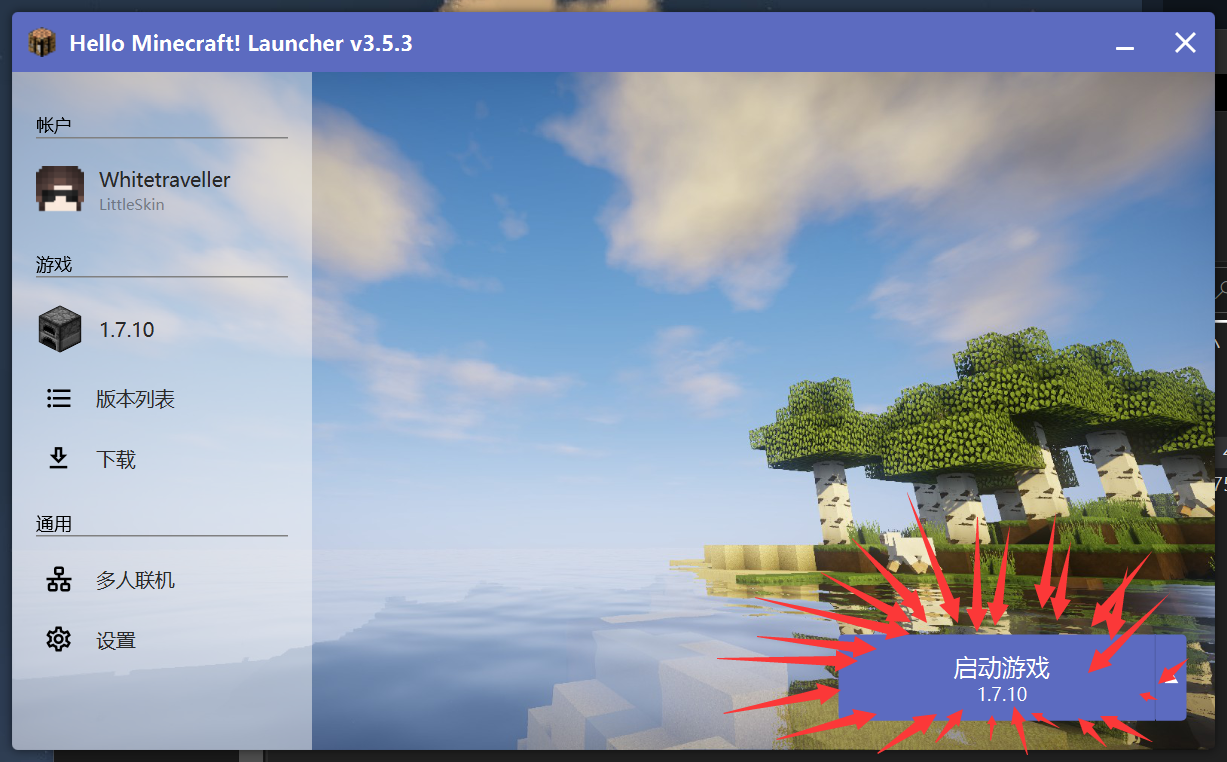 Hello Minecraft! Launcher v3.5.3
帐户
Whitetraveller
LittleSkin
游戏
1.7.10
版本列表
下载
通用
多人联机
设置
启动游戏
1.7.10